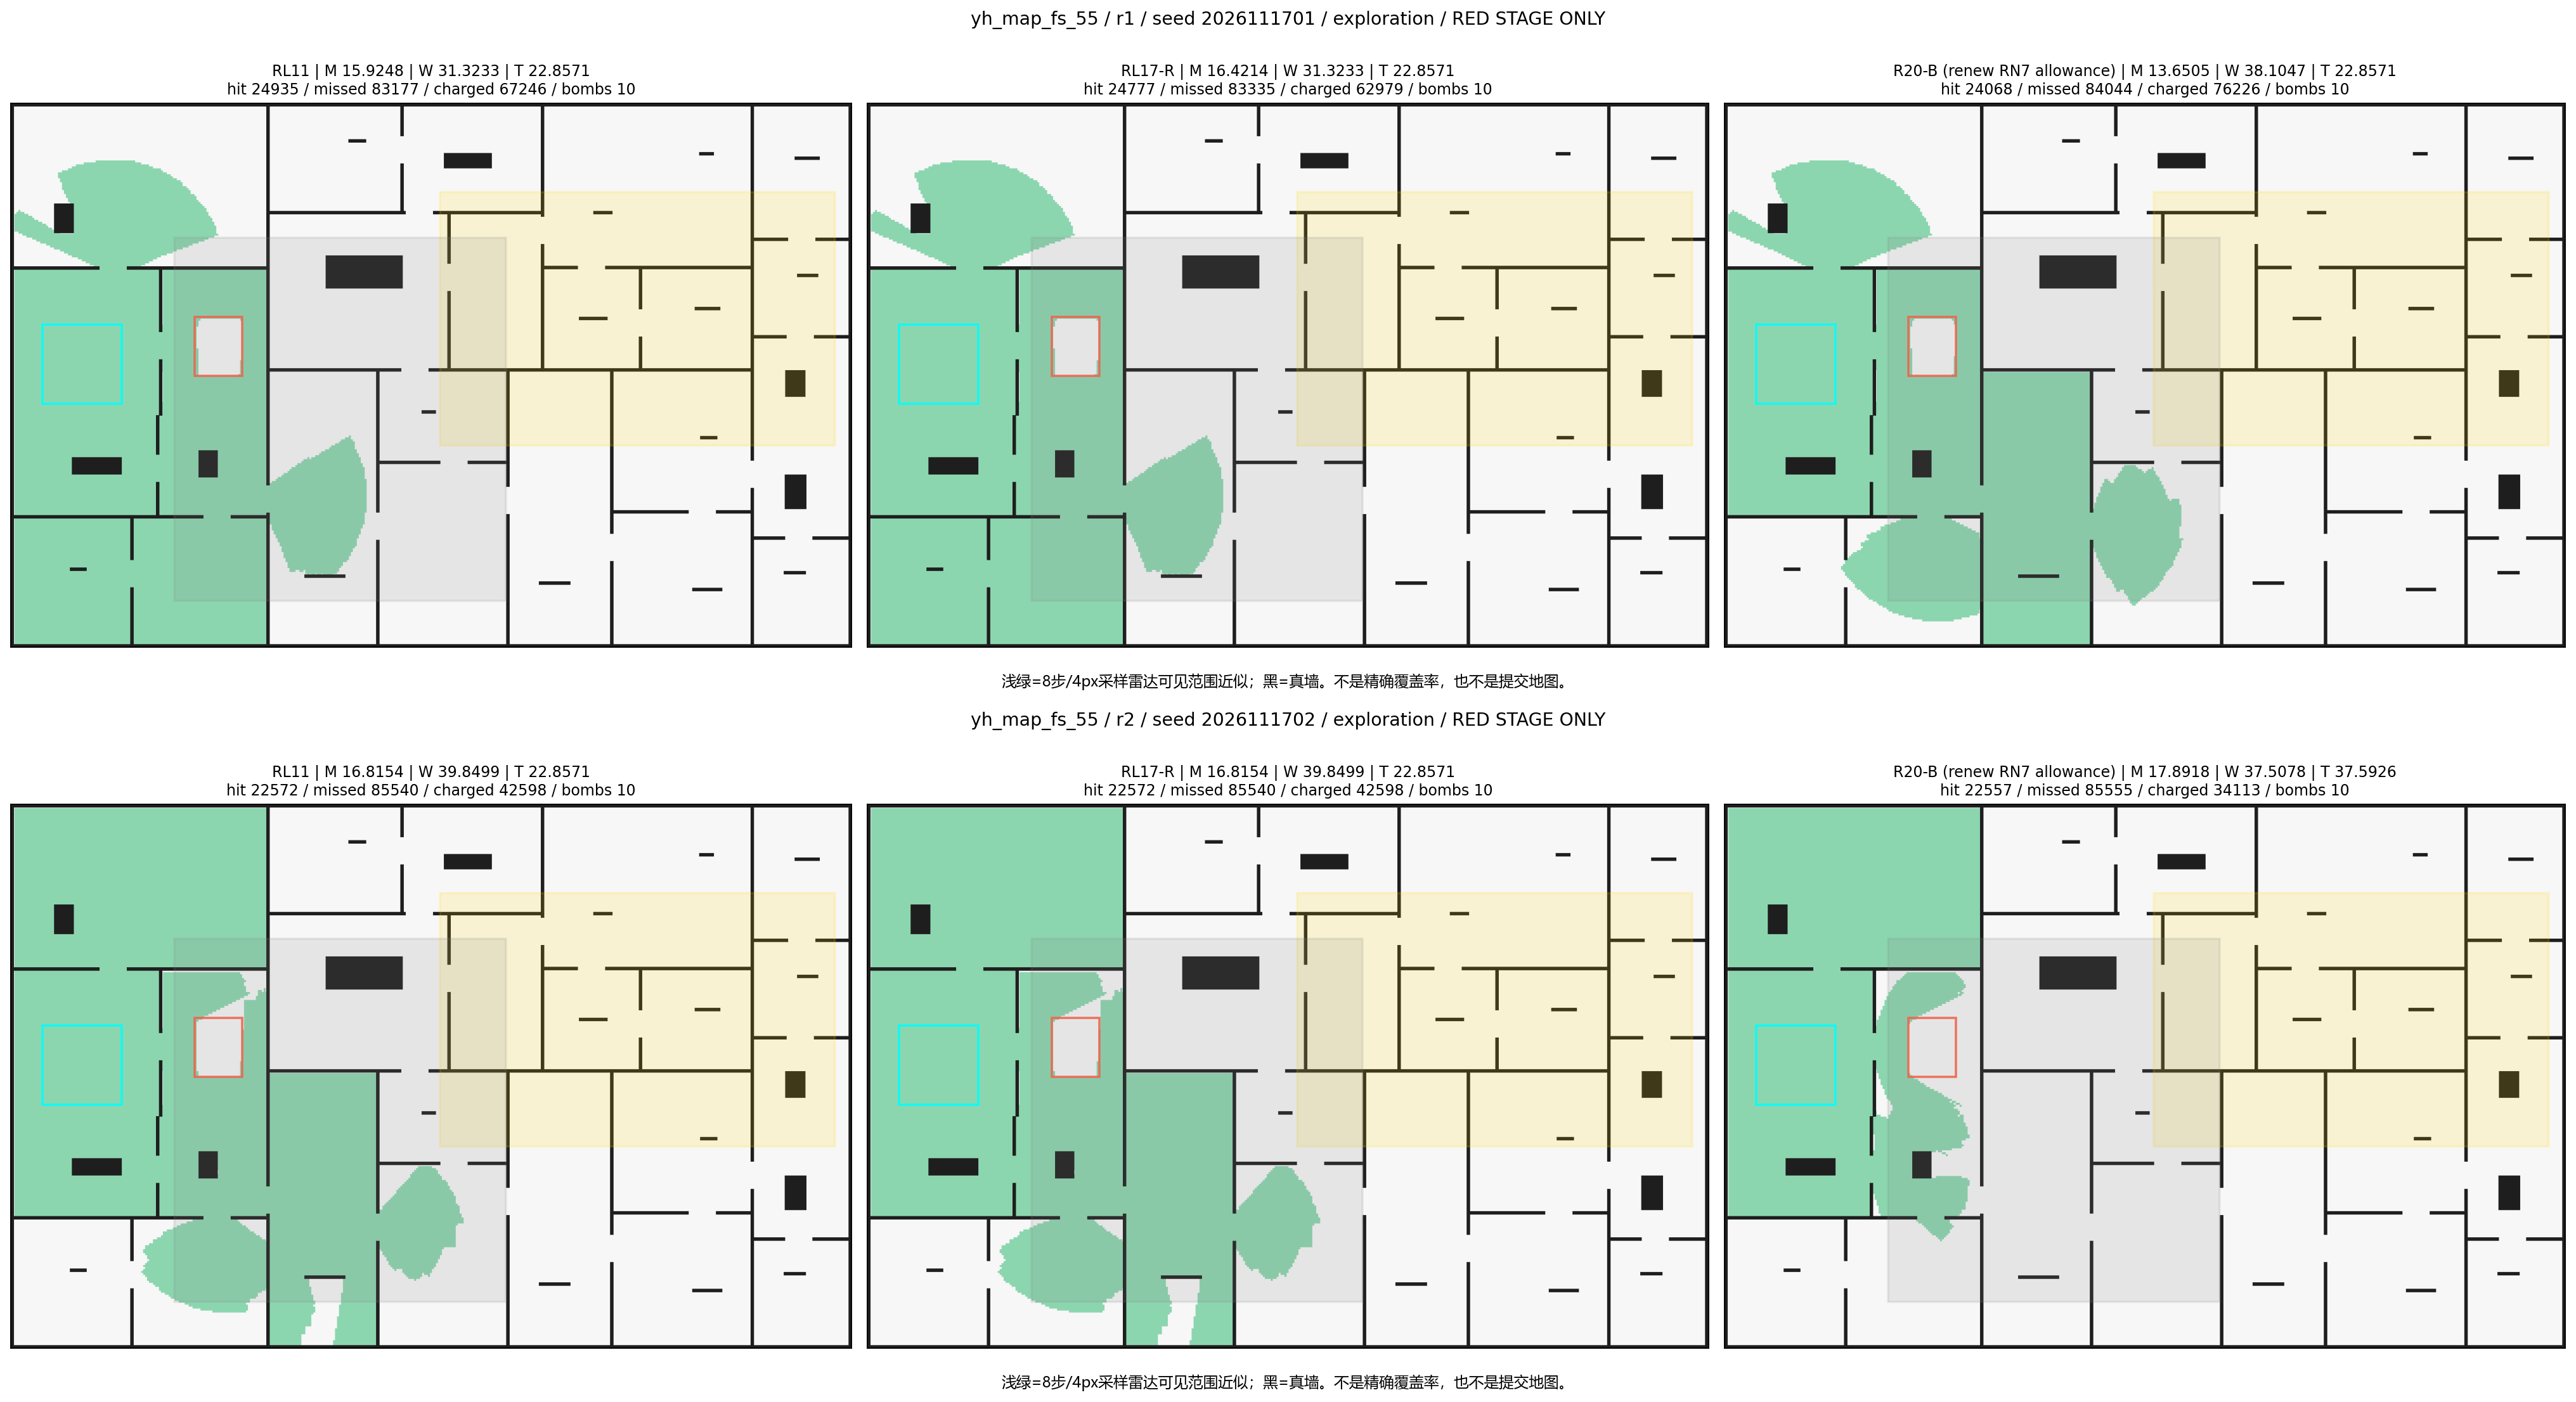 yh_map_fs_55 / r1 / seed 2026111701 / exploration / RED STAGE ONLY
RL11 | M 15.9248 | W 31.3233 | T 22.8571
hit 24935 / missed 83177 / charged 67246 / bombs 10
RL17-R | M 16.4214 | W 31.3233 | T 22.8571
hit 24777 / missed 83335 / charged 62979 / bombs 10
R20-B (renew RN7 allowance) | M 13.6505 | W 38.1047 | T 22.8571
hit 24068 / missed 84044 / charged 76226 / bombs 10
浅绿=8步/4px采样雷达可见范围近似；黑=真墙。不是精确覆盖率，也不是提交地图。
yh_map_fs_55 / r2 / seed 2026111702 / exploration / RED STAGE ONLY
RL11 | M 16.8154 | W 39.8499 | T 22.8571
hit 22572 / missed 85540 / charged 42598 / bombs 10
RL17-R | M 16.8154 | W 39.8499 | T 22.8571
hit 22572 / missed 85540 / charged 42598 / bombs 10
R20-B (renew RN7 allowance) | M 17.8918 | W 37.5078 | T 37.5926
hit 22557 / missed 85555 / charged 34113 / bombs 10
浅绿=8步/4px采样雷达可见范围近似；黑=真墙。不是精确覆盖率，也不是提交地图。